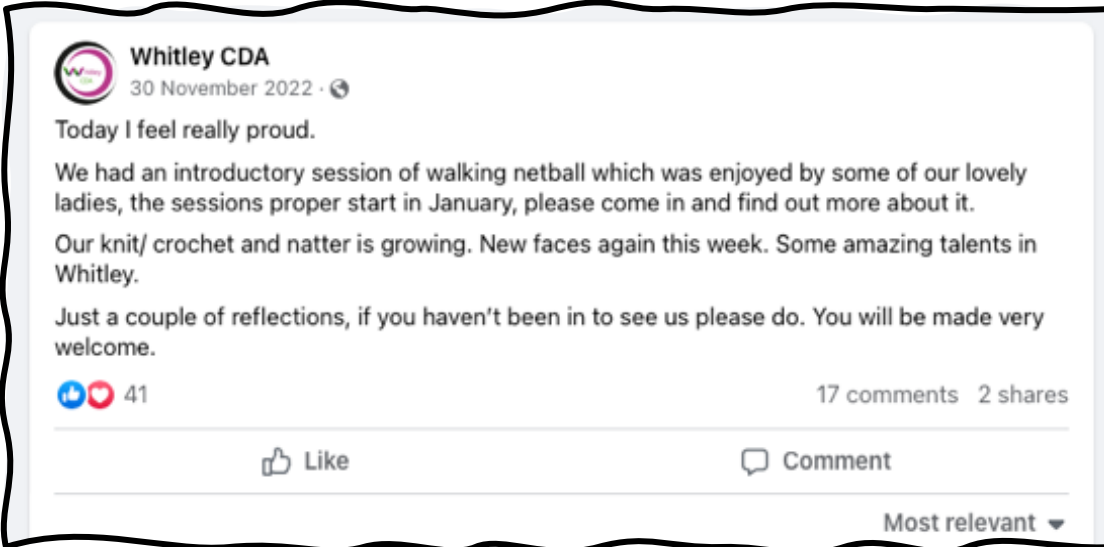 Whitley CDA
30 November 2022 ·
Today I feel really proud.
We had an introductory session of walking netball which was enjoyed by some of our lovely
ladies, the sessions proper start in January, please come in and find out more about it.
Our knit/ crochet and natter is growing. New faces again this week. Some amazing talents in
Whitley.
Just a couple of reflections, if you haven't been in to see us please do. You will be made very
welcome.
41
17 comments 2 shares
Like
Comment
Most relevant